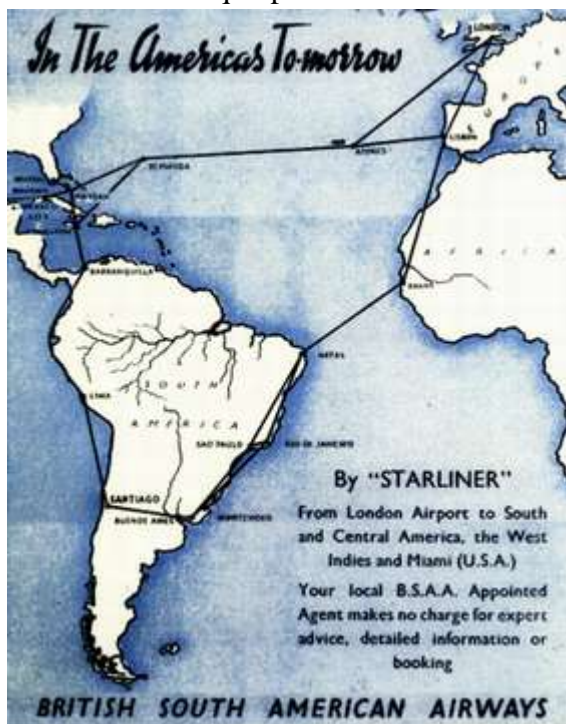 In The Americas To-morrow
LONDON
EUROPE
LISBON
AZORES
BERMUDA
NASSAU
BARRANQUILLA
AFRICA
DAKAR
NATAL
SOUTH
AMERICA
LIMA
SAO PAULO
RIO DE JANEIRO
SANTIAGO
BUENOS AIRES
MONTEVIDEO
By "STARLINER"
From London Airport to South
and Central America, the West
Indies and Miami (U.S.A.)
Your local B.S.A.A. Appointed
Agent makes no charge for expert
advice, detailed information or
booking
BRITISH SOUTH AMERICAN AIRWAYS